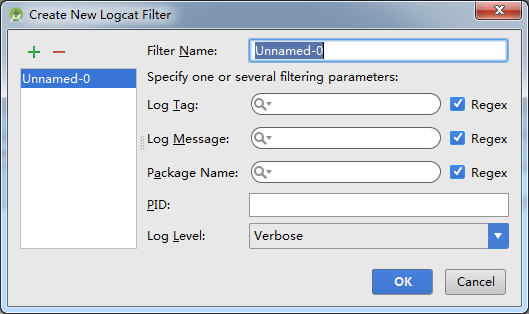 Create New Logcat Filter
Filter Name: Unnamed-0
Unnamed-0
Specify one or several filtering parameters:
Log Tag: Regex
Log Message: Regex
Package Name: Regex
PID:
Log Level: Verbose
OK Cancel